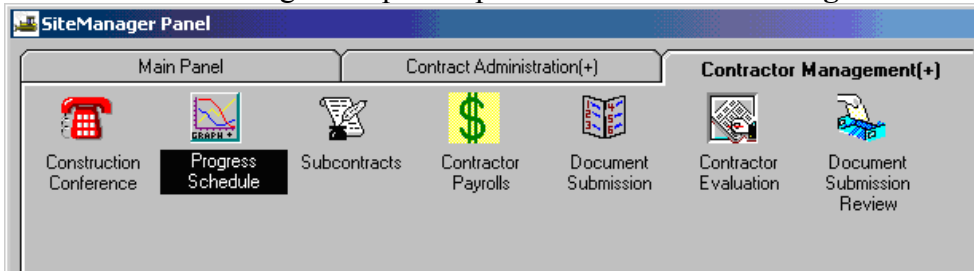 SiteManager Panel
Main Panel
Contract Administration(+)
Contractor Management(+)
GRAPH +
Construction
Conference
Progress
Schedule
Subcontracts
Contractor
Payrolls
Document
Submission
Contractor
Evaluation
Document
Submission
Review